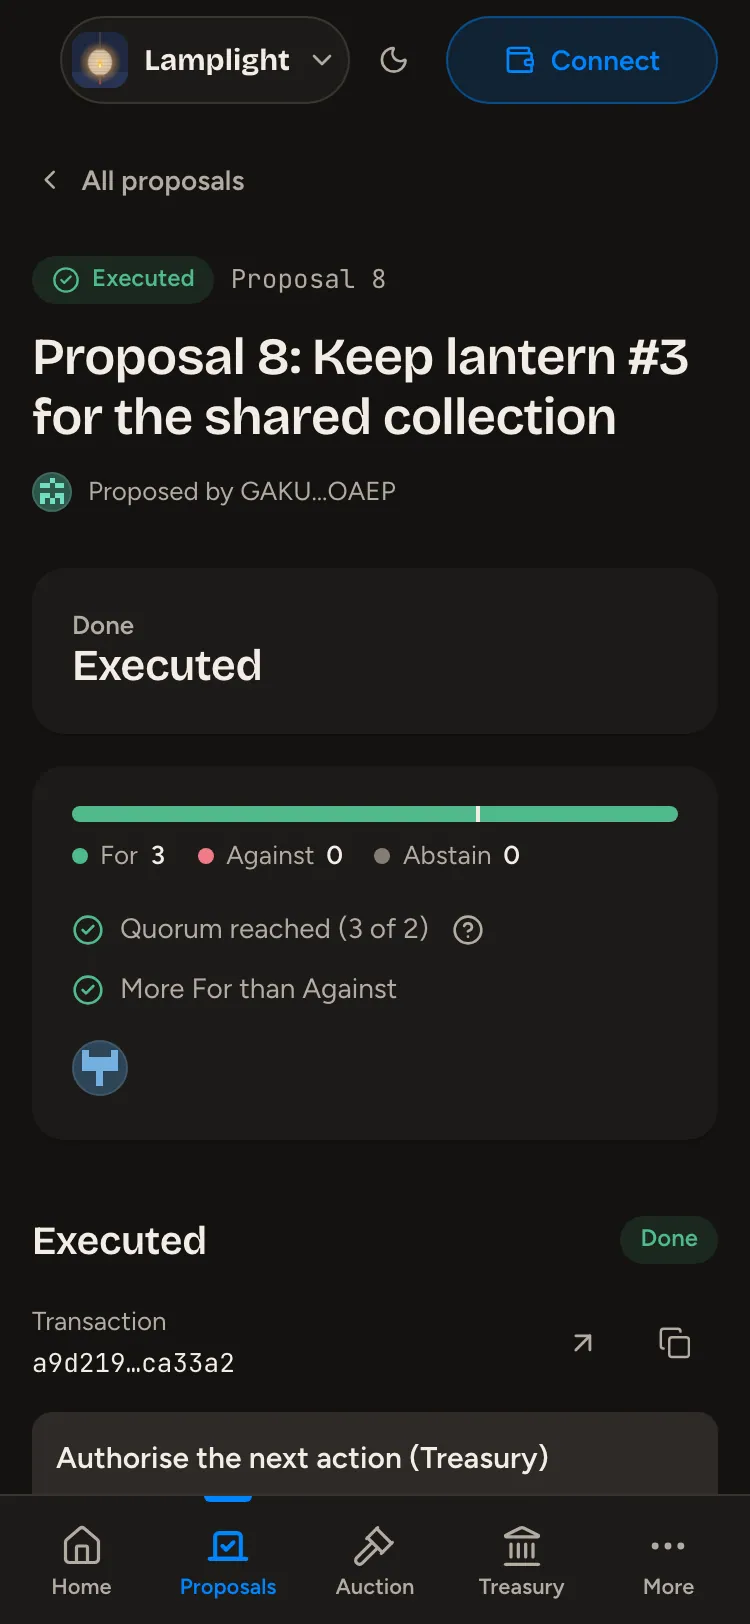 Lamplight
Connect
All proposals
Executed
Proposal 8
Proposal 8: Keep lantern #3
for the shared collection
Proposed by GAKU...OAEP
Done
Executed
For 3
Against 0
Abstain 0
Quorum reached (3 of 2)
More For than Against
Executed
Done
Transaction
a9d219…ca33a2
Authorise the next action (Treasury)
Home
Proposals
Auction
Treasury
More